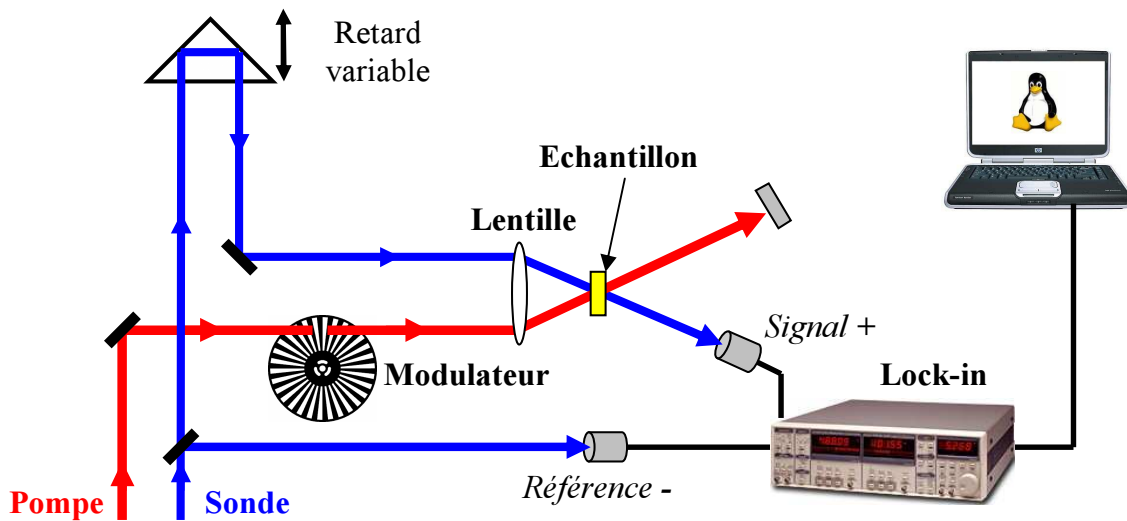 Retard
variable
Echantillon
Lentille
Signal +
Modulateur
Lock-in
Référence -
Pompe
Sonde